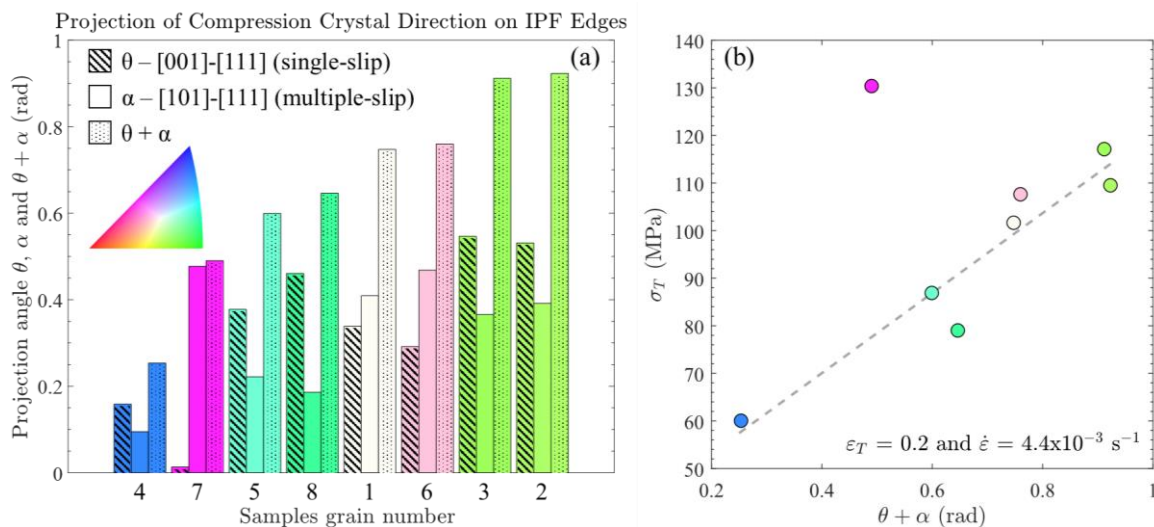 Projection of Compression Crystal Direction on IPF Edges
(a)
θ – [001]-[111] (single-slip)
α – [101]-[111] (multiple-slip)
θ + α
Projection angle θ, α and θ + α (rad)
1
0.8
0.6
0.4
0.2
0
4 7 5 8 1 6 3 2
Samples grain number
(b)
σ_T (MPa)
140
130
120
110
100
90
80
70
60
50
ε_T = 0.2 and ε̇ = 4.4x10⁻³ s⁻¹
0.2 0.4 0.6 0.8 1
θ + α (rad)